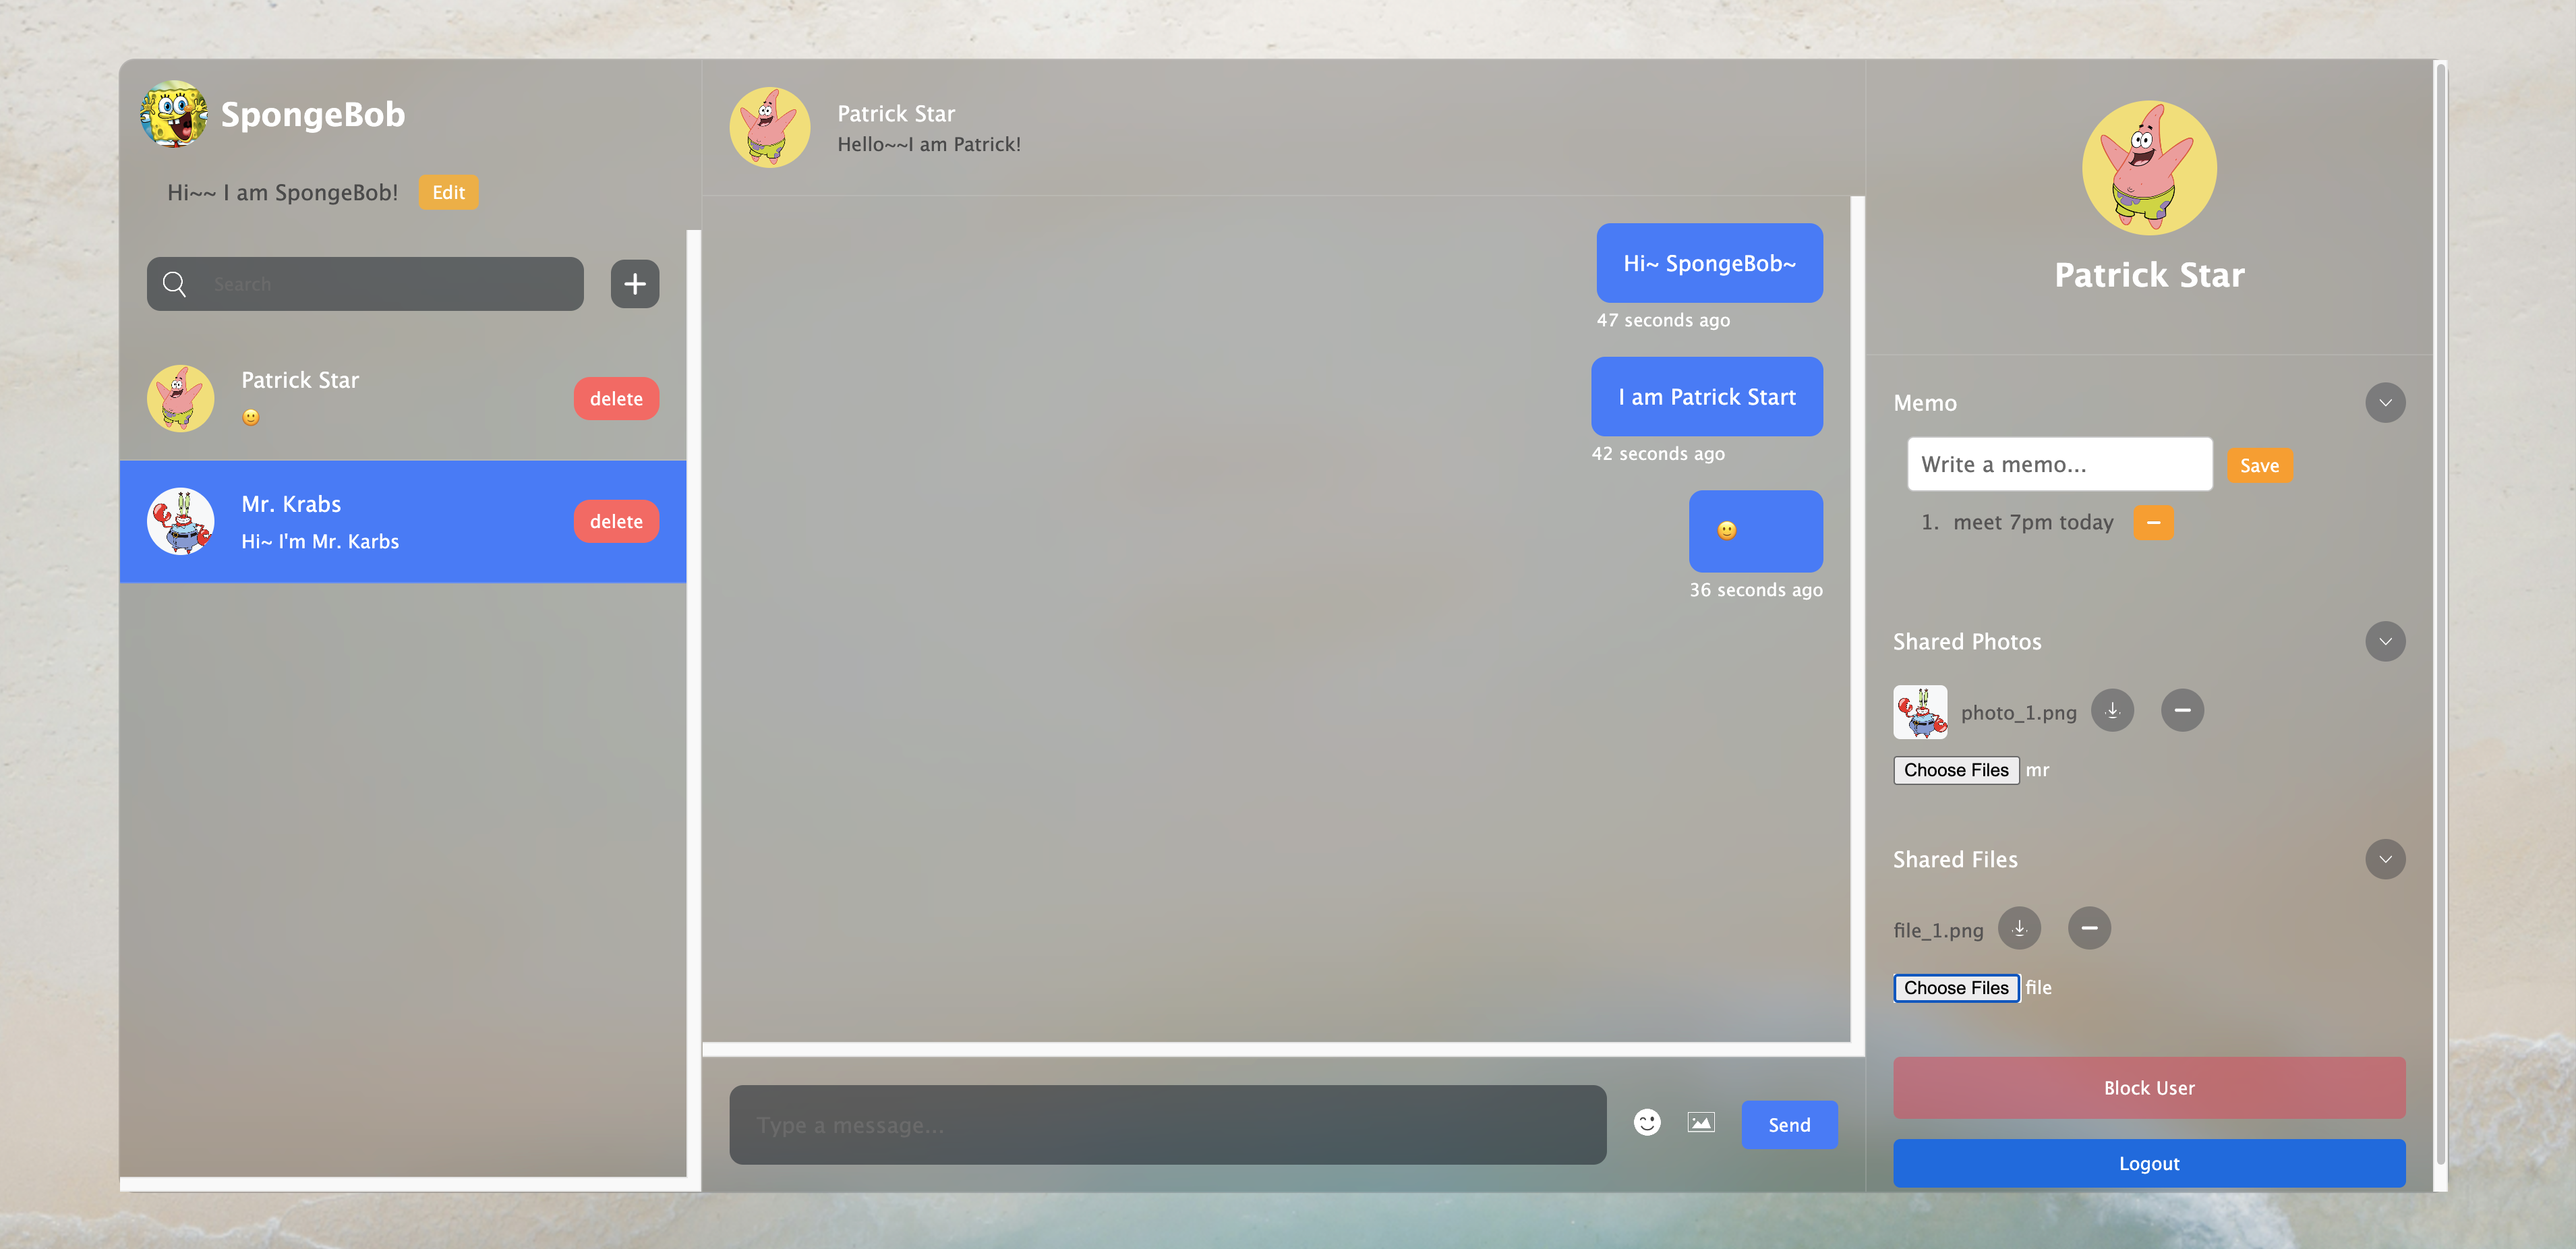 SpongeBob
Hi~~ I am SpongeBob!
Edit
Search
Patrick Star
🙂
delete
Mr. Krabs
Hi~ I'm Mr. Karbs
delete
Patrick Star
Hello~~I am Patrick!
Hi~ SpongeBob~
47 seconds ago
I am Patrick Start
42 seconds ago
🙂
36 seconds ago
Type a message...
Send
Patrick Star
Memo
Write a memo...
Save
1. meet 7pm today
Shared Photos
photo_1.png
Choose Files mr
Shared Files
file_1.png
Choose Files file
Block User
Logout